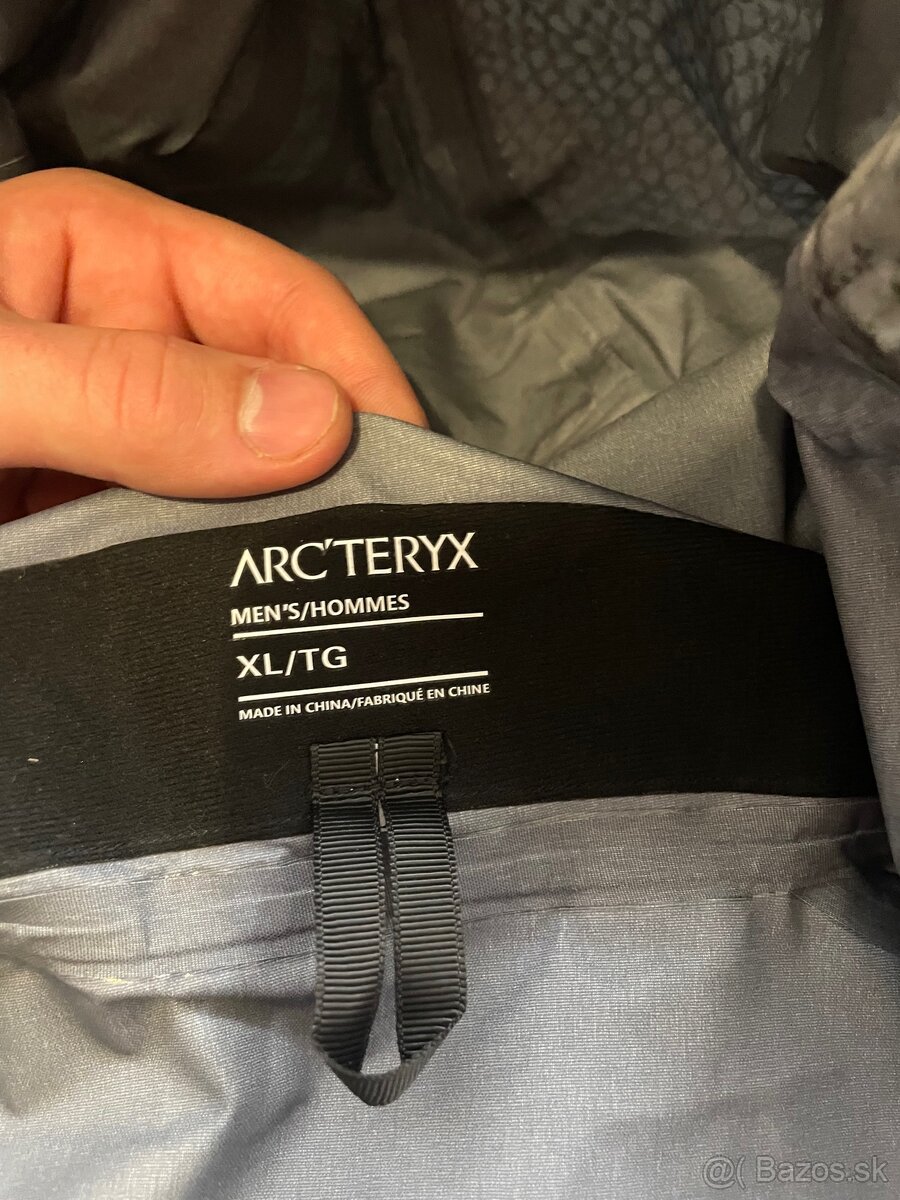 ARC'TERYX
MEN'S/HOMMES
XL/TG
MADE IN CHINA/FABRIQUÉ EN CHINE
@( Bazos.sk